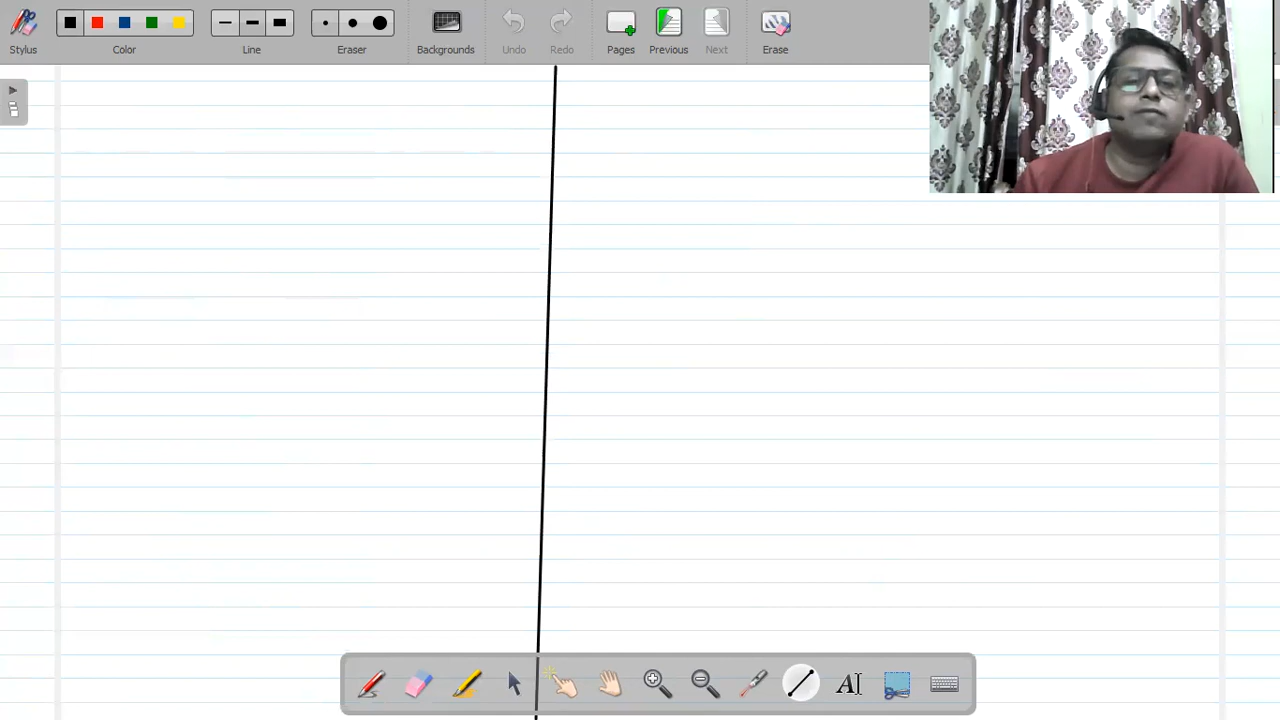 Stylus
Color
Line
Eraser
Backgrounds
Undo
Redo
Pages
Previous
Next
Erase